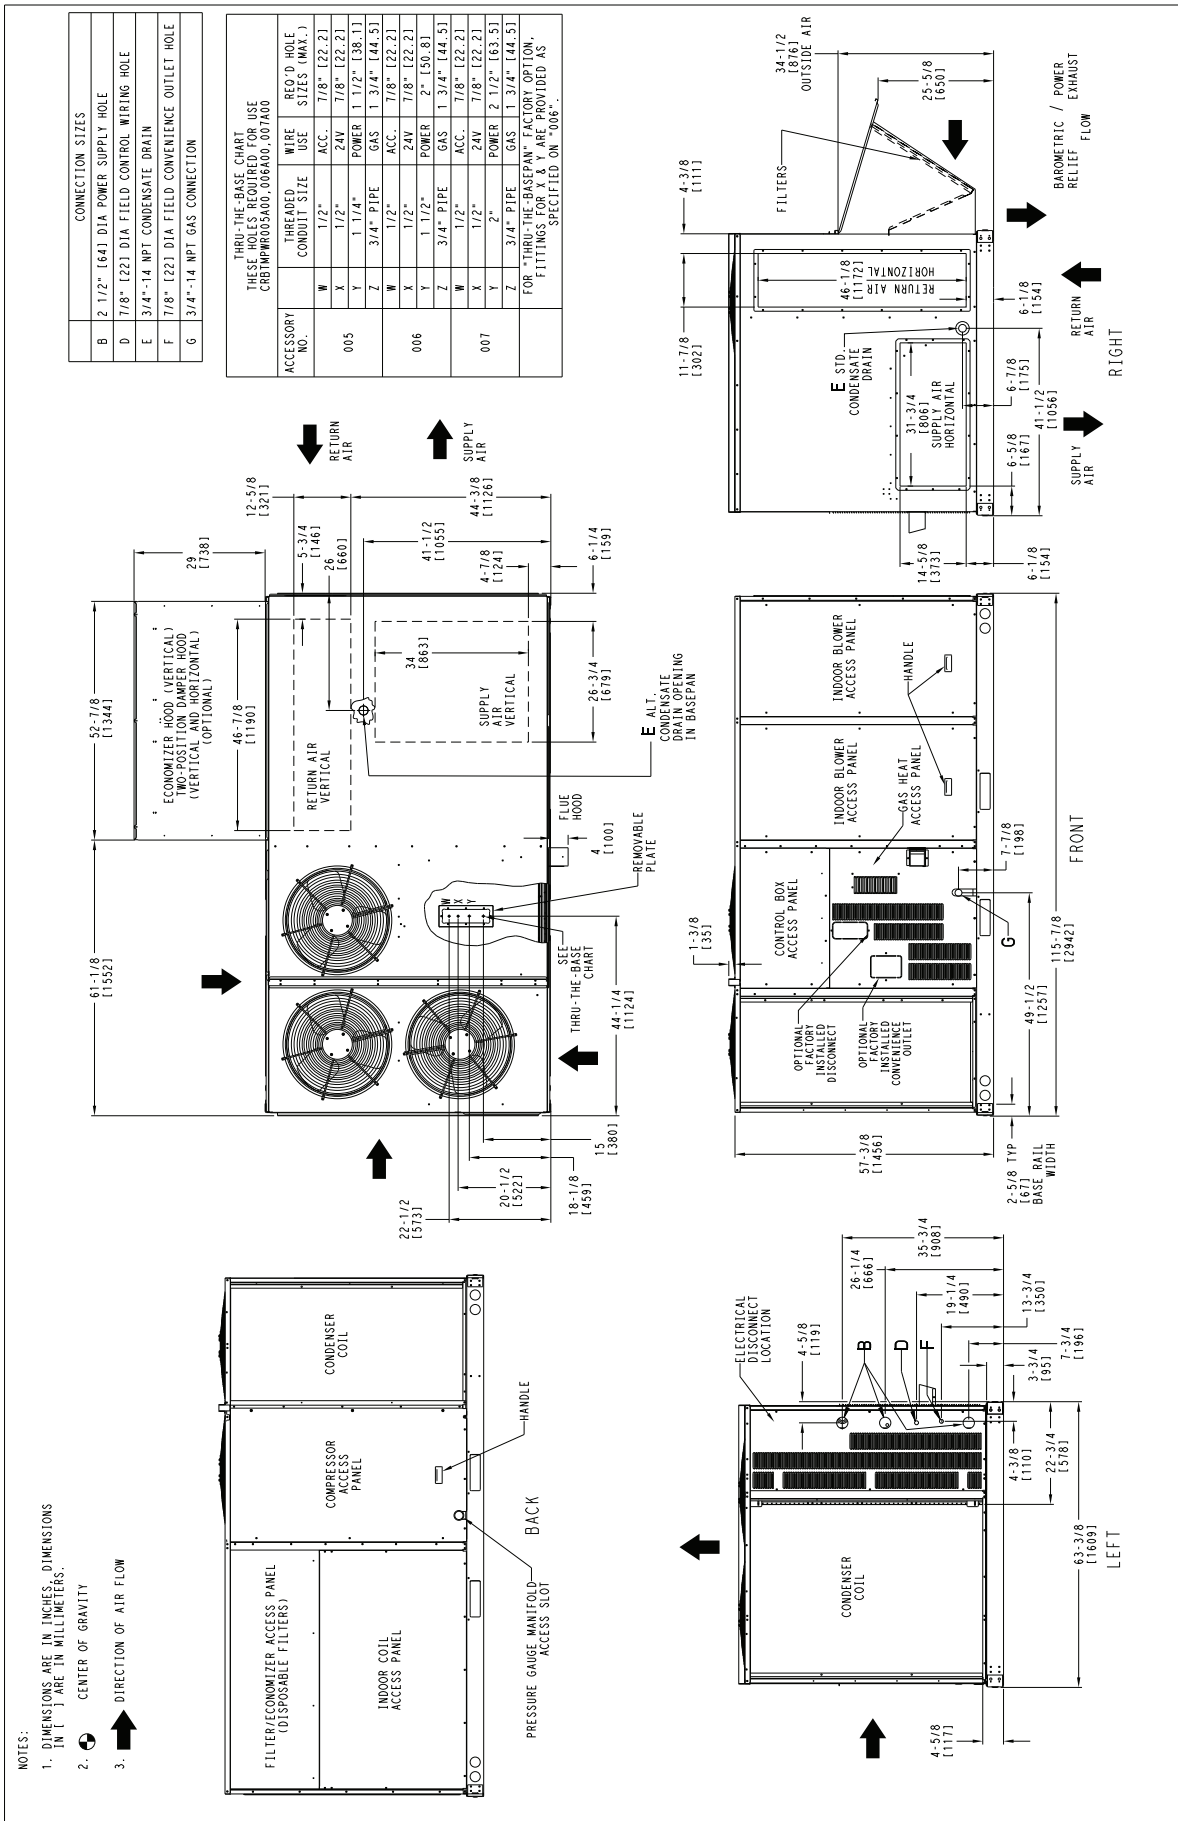 NOTES:
1. DIMENSIONS ARE IN INCHES, DIMENSIONS
IN [ ] ARE IN MILLIMETERS.
2. CENTER OF GRAVITY
3. DIRECTION OF AIR FLOW
CONNECTION SIZES
B 2 1/2" [64] DIA POWER SUPPLY HOLE
D 7/8" [22] DIA FIELD CONTROL WIRING HOLE
E 3/4"-14 NPT CONDENSATE DRAIN
F 7/8" [22] DIA FIELD CONVENIENCE OUTLET HOLE
G 3/4"-14 NPT GAS CONNECTION
THRU-THE-BASE CHART
THESE HOLES REQUIRED FOR USE
CRBTMPWR005A00,006A00,007A00
ACCESSORY NO. THREADED CONDUIT SIZE WIRE USE REQ'D HOLE SIZES (MAX.)
005
W 1/2" ACC. 7/8" [22.2]
X 1/2" 24V 7/8" [22.2]
Y 1 1/4" POWER 1 1/2" [38.1]
Z 3/4" PIPE GAS 1 3/4" [44.5]
006
W 1/2" ACC. 7/8" [22.2]
X 1/2" 24V 7/8" [22.2]
Y 1 1/2" POWER 2" [50.8]
Z 3/4" PIPE GAS 1 3/4" [44.5]
007
W 1/2" ACC. 7/8" [22.2]
X 1/2" 24V 7/8" [22.2]
Y 2" POWER 2 1/2" [63.5]
Z 3/4" PIPE GAS 1 3/4" [44.5]
FOR "THRU-THE-BASEPAN" FACTORY OPTION,
FITTINGS FOR X & Y ARE PROVIDED AS
SPECIFIED ON "006".
FILTER/ECONOMIZER ACCESS PANEL
(DISPOSABLE FILTERS)
INDOOR COIL
ACCESS PANEL
COMPRESSOR
ACCESS
PANEL
CONDENSER
COIL
HANDLE
PRESSURE GAUGE MANIFOLD
ACCESS SLOT
BACK
61-1/8
[1552]
52-7/8
[1344]
29
[738]
ECONOMIZER HOOD (VERTICAL)
TWO-POSITION DAMPER HOOD
(VERTICAL AND HORIZONTAL)
(OPTIONAL)
46-7/8
[1190]
RETURN AIR
VERTICAL
12-5/8
[321]
5-3/4
[146]
26
[660]
RETURN
AIR
44-3/8
[1126]
41-1/2
[1055]
4-7/8
[124]
6-1/4
[159]
SUPPLY
AIR
34
[863]
SUPPLY
AIR
VERTICAL
26-3/4
[679]
E ALT.
CONDENSATE
DRAIN OPENING
IN BASEPAN
FLUE
HOOD
4
[100]
REMOVABLE
PLATE
W
X
Y
SEE
THRU-THE-BASE
CHART
44-1/4
[1124]
15
[380]
18-1/8
[459]
20-1/2
[522]
22-1/2
[573]
CONDENSER
COIL
ELECTRICAL
DISCONNECT
LOCATION
4-5/8
[119]
26-1/4
[666]
35-3/4
[908]
19-1/4
[490]
13-3/4
[350]
7-3/4
[196]
3-3/4
[95]
B
D
F
4-3/8
[110]
22-3/4
[578]
63-3/8
[1609]
4-5/8
[117]
LEFT
57-3/8
[1456]
2-5/8 TYP
[67]
BASE RAIL
WIDTH
OPTIONAL
FACTORY
INSTALLED
DISCONNECT
OPTIONAL
FACTORY
INSTALLED
CONVENIENCE
OUTLET
1-3/8
[35]
CONTROL BOX
ACCESS PANEL
GAS HEAT
ACCESS PANEL
INDOOR BLOWER
ACCESS PANEL
INDOOR BLOWER
ACCESS PANEL
HANDLE
G
7-7/8
[198]
49-1/2
[1257]
115-7/8
[2942]
FRONT
11-7/8
[302]
4-3/8
[111]
34-1/2
[876]
OUTSIDE AIR
25-5/8
[650]
FILTERS
BAROMETRIC / POWER
RELIEF EXHAUST
FLOW
46-1/8
[1172]
RETURN AIR
HORIZONTAL
E STD.
CONDENSATE
DRAIN
31-3/4
[806]
SUPPLY AIR
HORIZONTAL
14-5/8
[373]
6-1/8
[154]
6-5/8
[167]
41-1/2
[1056]
6-7/8
[175]
6-1/8
[154]
RETURN
AIR
SUPPLY
AIR
RIGHT